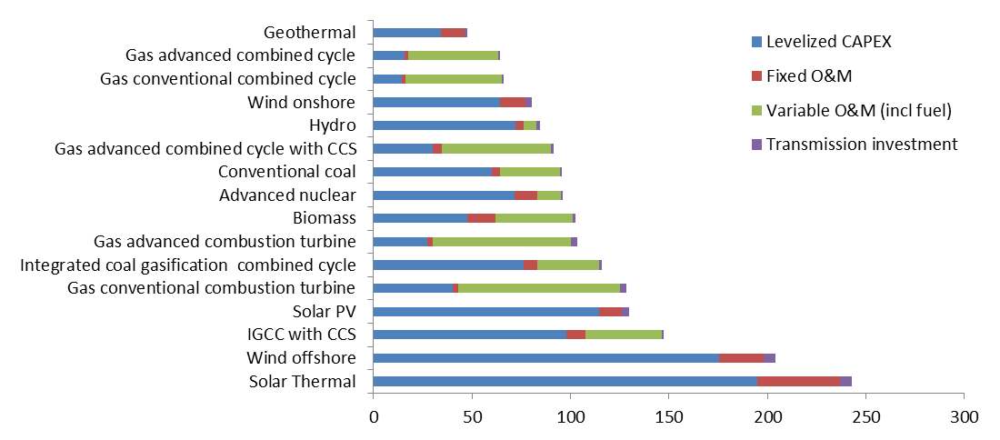 Geothermal
Gas advanced combined cycle
Gas conventional combined cycle
Wind onshore
Hydro
Gas advanced combined cycle with CCS
Conventional coal
Advanced nuclear
Biomass
Gas advanced combustion turbine
Integrated coal gasification  combined cycle
Gas conventional combustion turbine
Solar PV
IGCC with CCS
Wind offshore
Solar Thermal
0 50 100 150 200 250 300
Levelized CAPEX
Fixed O&M
Variable O&M (incl fuel)
Transmission investment